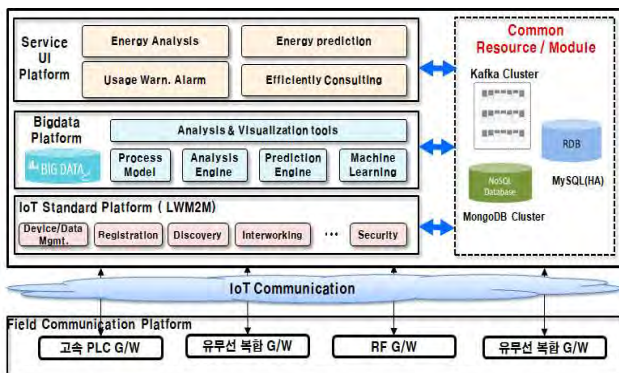 Service
UI
Platform
Energy Analysis
Energy prediction
Usage Warn. Alarm
Efficiently Consulting
Bigdata
Platform
BIG DATA
Analysis & Visualization tools
Process
Model
Analysis
Engine
Prediction
Engine
Machine
Learning
IoT Standard Platform ( LWM2M )
Device/Data
Mgmt.
Registration
Discovery
Interworking
...
Security
Common
Resource / Module
Kafka Cluster
RDB
MySQL(HA)
NoSQL
Database
MongoDB Cluster
IoT Communication
Field Communication Platform
고속 PLC G/W
유무선 복합 G/W
RF G/W
유무선 복합 G/W